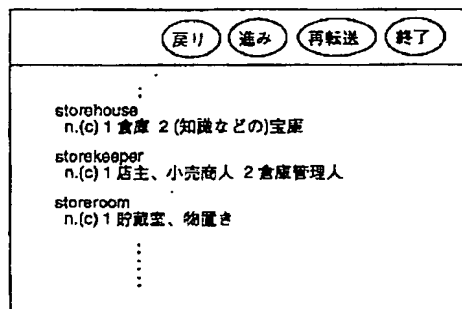 戻り 進み 再転送 終了
storehouse
n.(c) 1 倉庫 2 (知識などの)宝庫
storekeeper
n.(c) 1 店主、小売商人 2 倉庫管理人
storeroom
n.(c) 1 貯蔵室、物置き